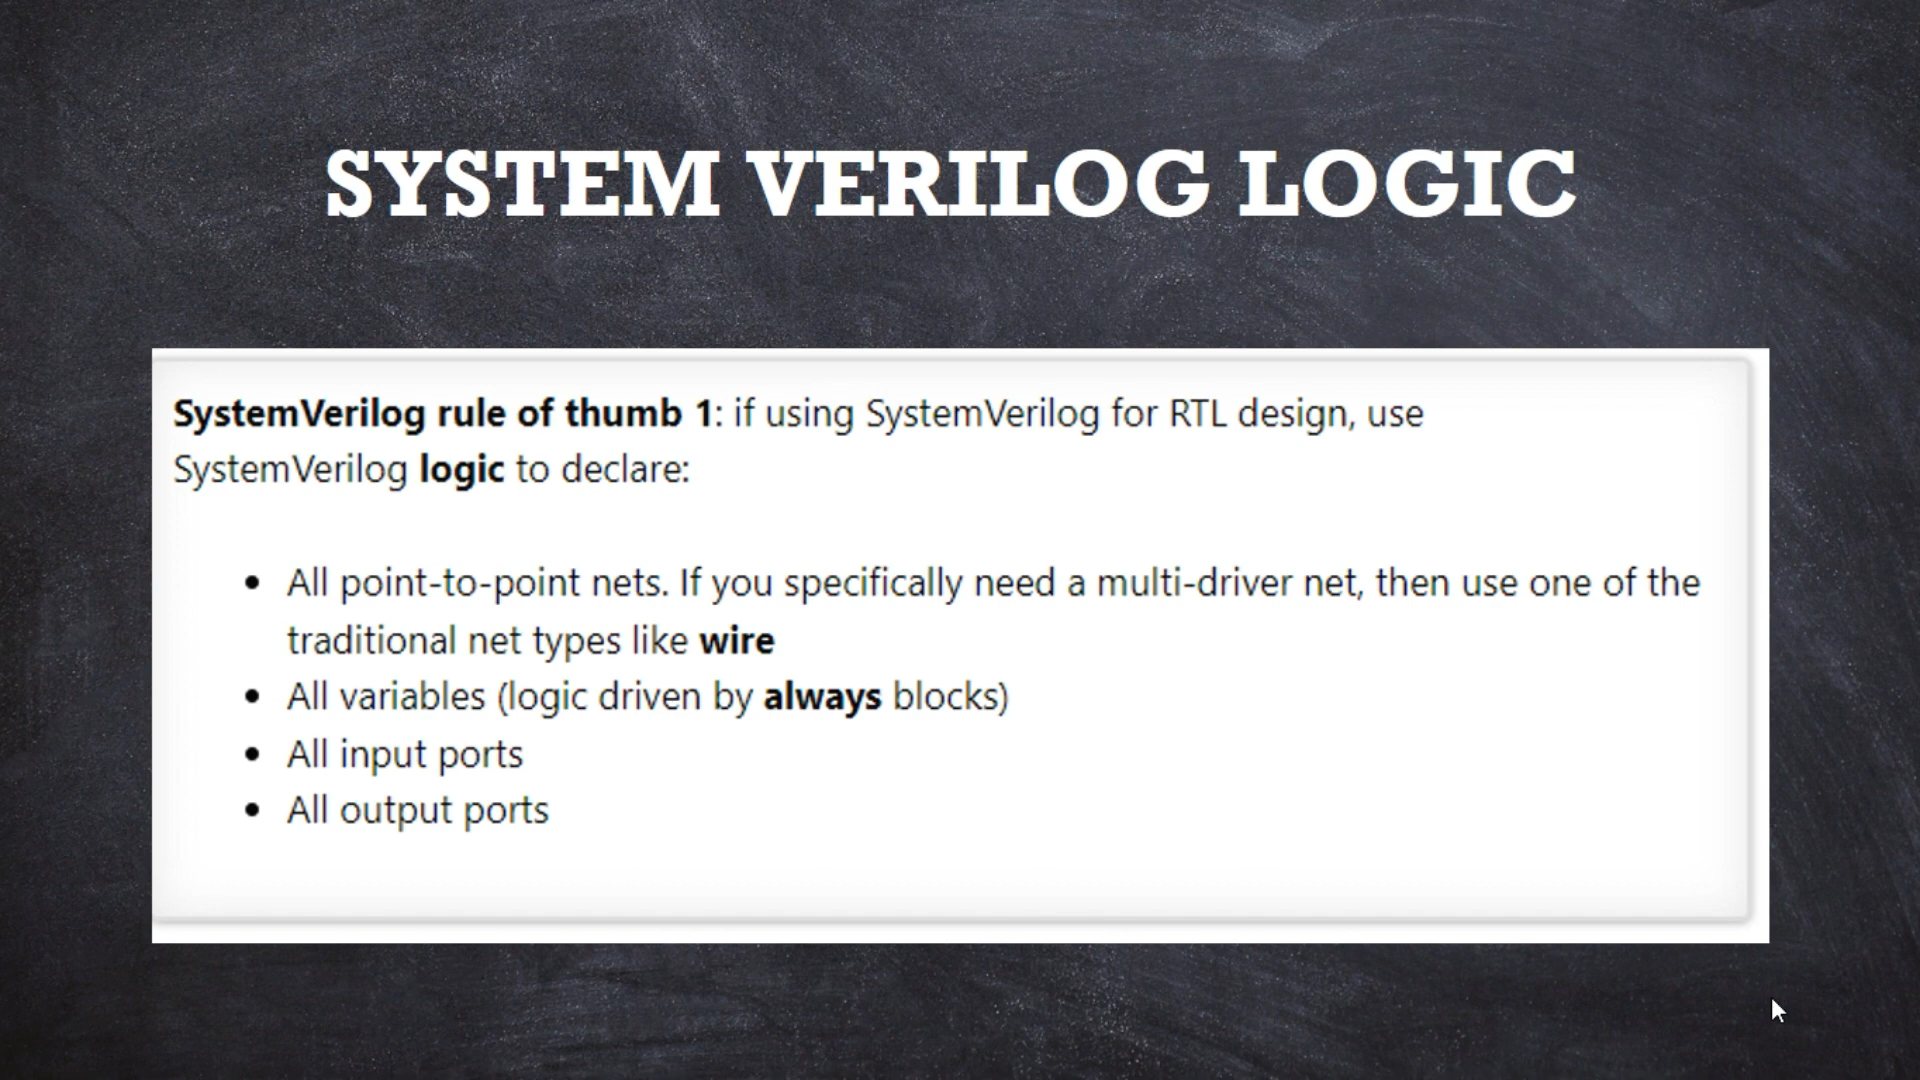 SYSTEM VERILOG LOGIC
SystemVerilog rule of thumb 1: if using SystemVerilog for RTL design, use
SystemVerilog logic to declare:
• All point-to-point nets. If you specifically need a multi-driver net, then use one of the
traditional net types like wire
• All variables (logic driven by always blocks)
• All input ports
• All output ports